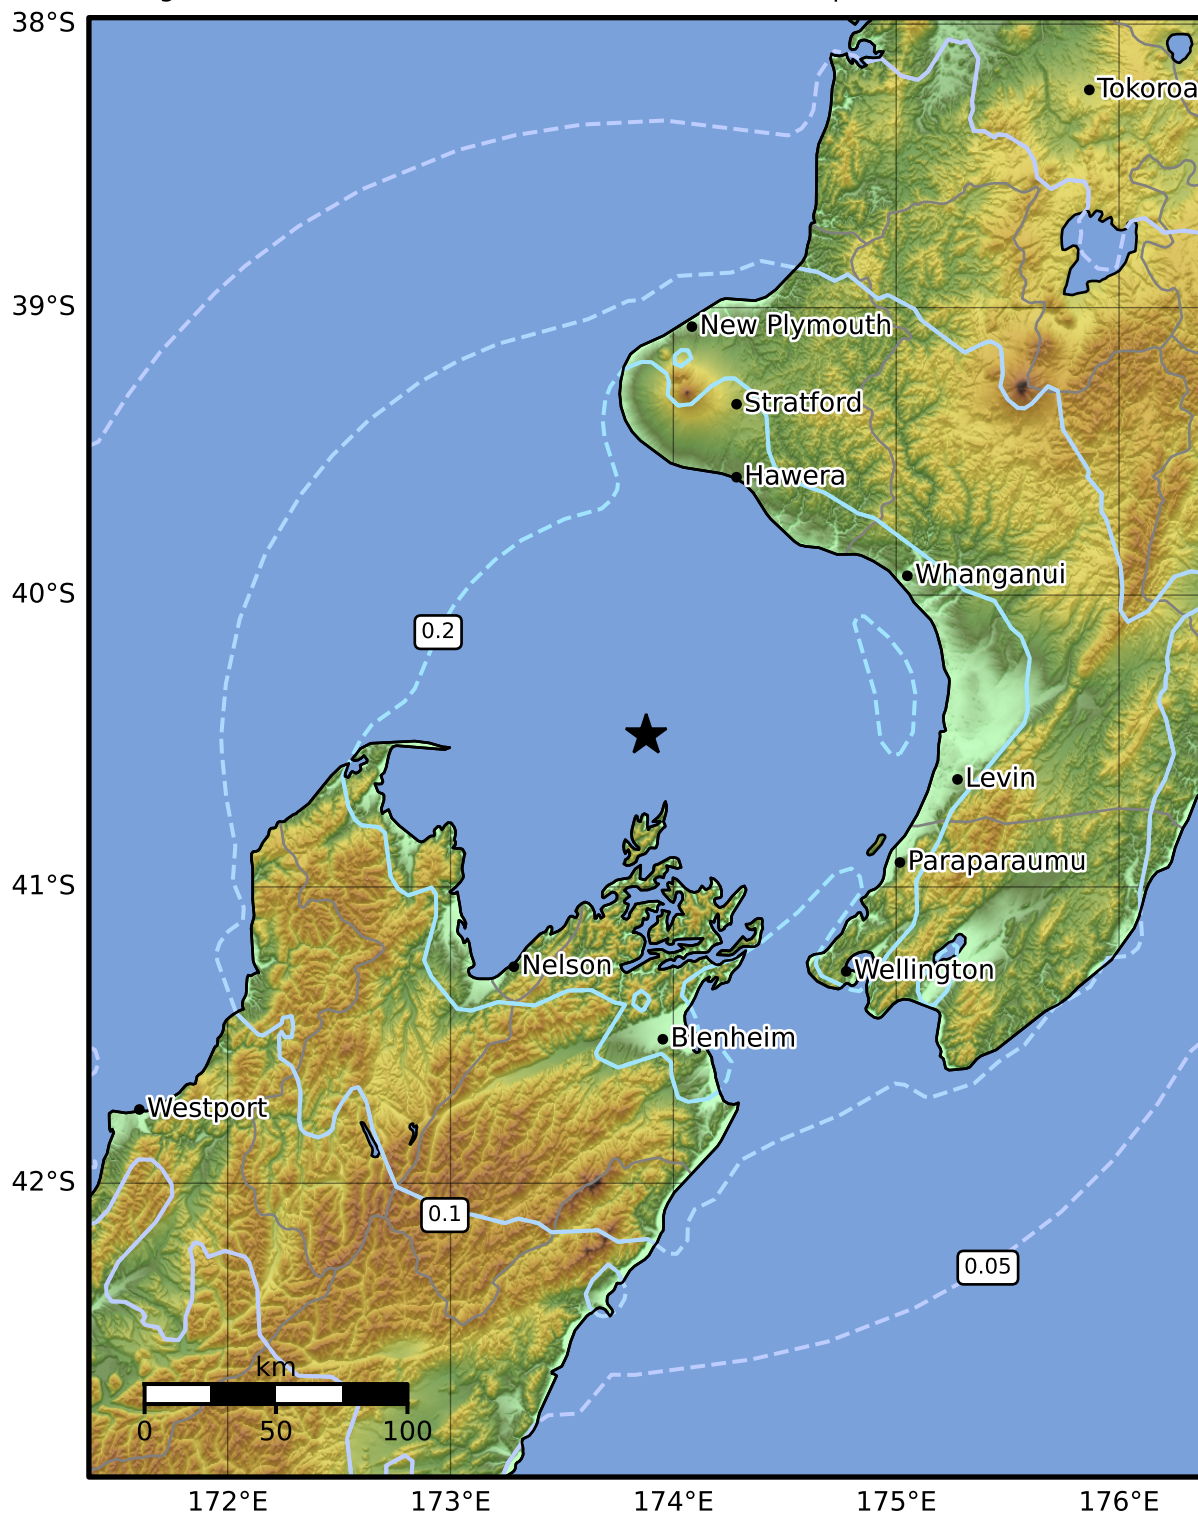 38°S
Tokoroa
39°S
New Plymouth
Stratford
Hawera
Whanganui
40°S
0.2
Levin
Paraparaumu
41°S
Nelson
Wellington
Blenheim
Westport
42°S
0.1
0.05
km
0 50 100
172°E 173°E 174°E 175°E 176°E